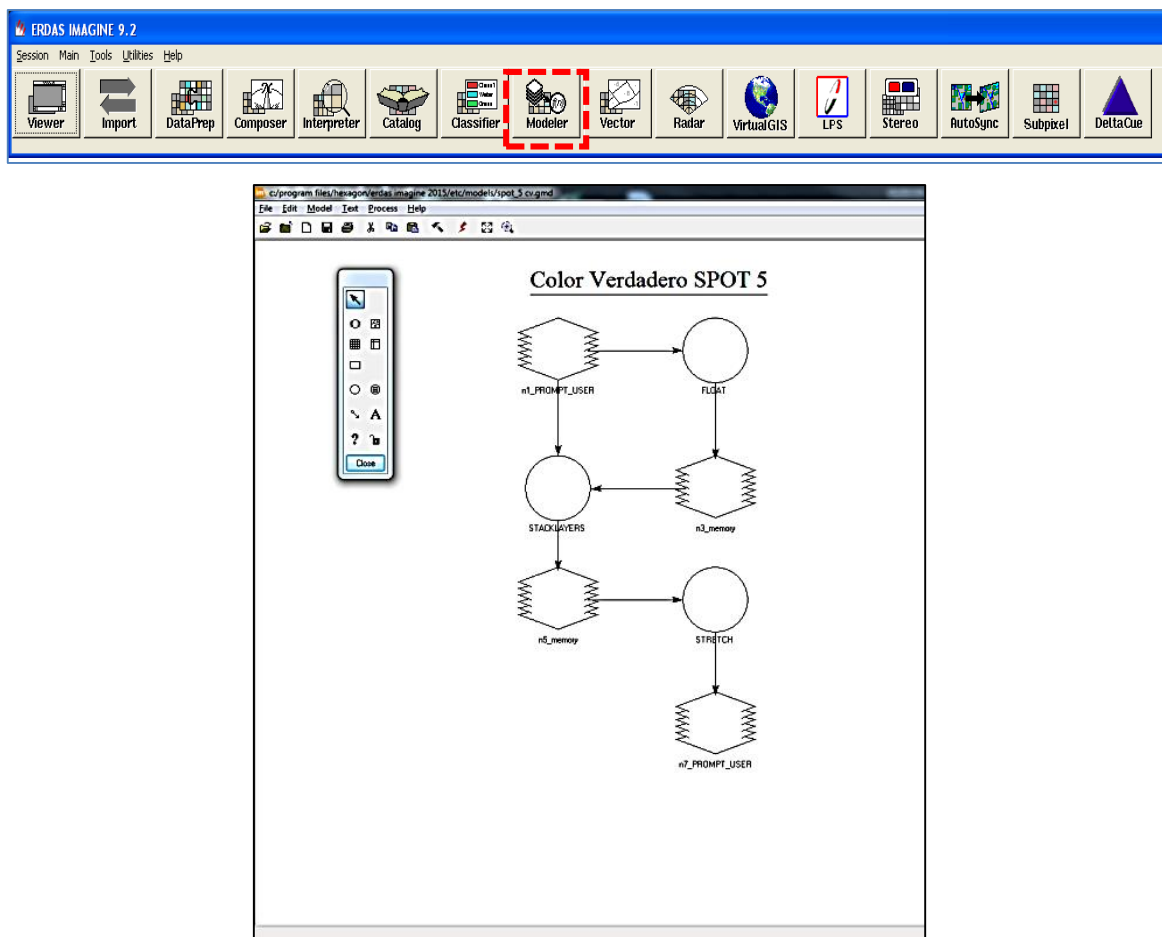 ERDAS IMAGINE 9.2
Session Main Tools Utilities Help
Viewer Import DataPrep Composer Interpreter Catalog Classifier Modeler Vector Radar VirtualGIS LPS Stereo AutoSync Subpixel DeltaCue
c:/program files/hexagon/erdas imagine 2015/etc/models/spot_5 cv.gmd
File Edit Model Text Process Help
Color Verdadero SPOT 5
n1_PROMPT_USER FLOAT
STACKLAYERS n3_memory
n5_memory STRETCH
n7_PROMPT_USER
A
?
Close